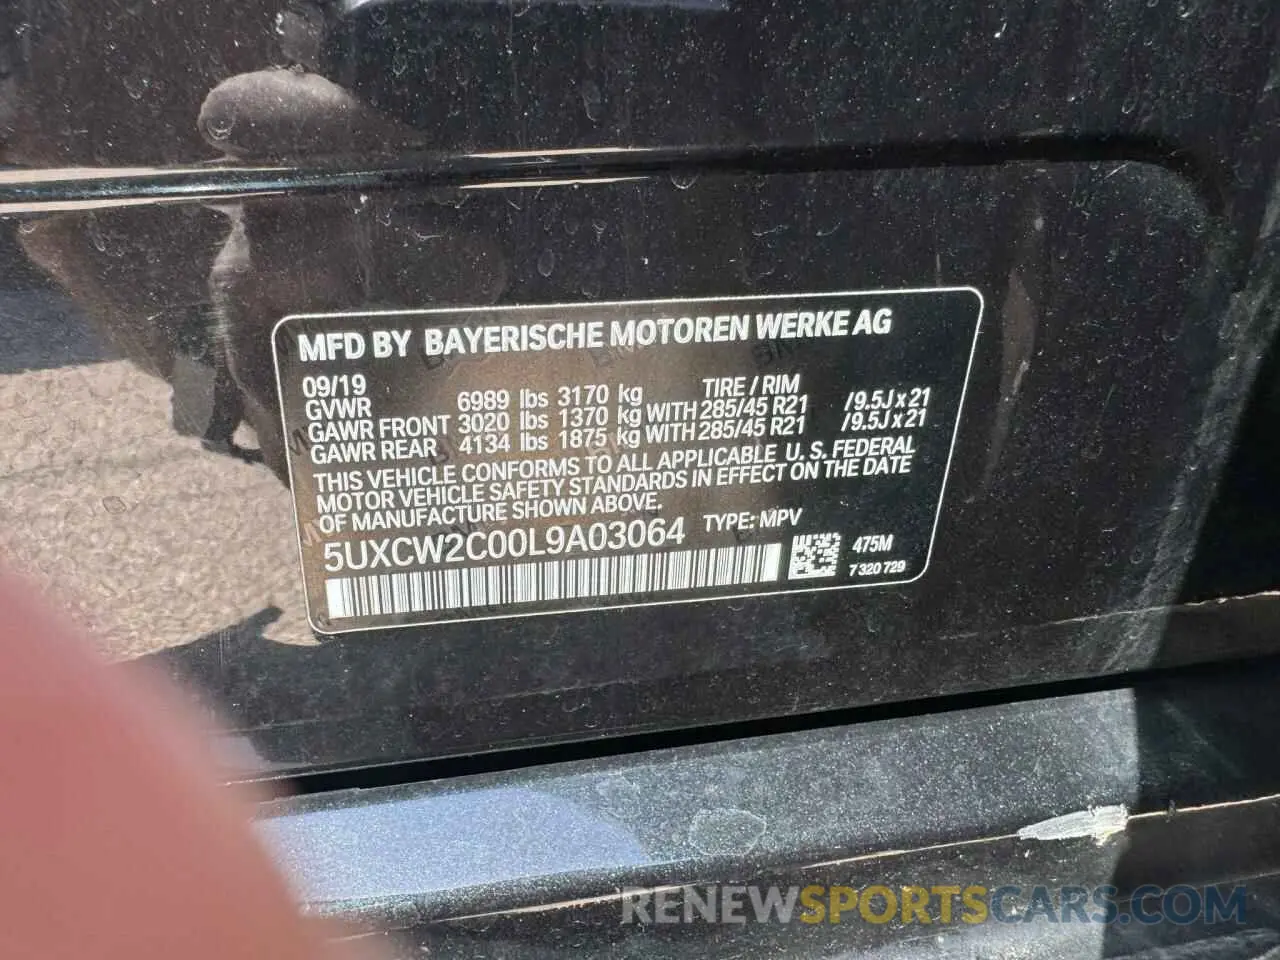 MFD BY BAYERISCHE MOTOREN WERKE AG
09/19
GVWR 6989 lbs 3170 kg TIRE / RIM
GAWR FRONT 3020 lbs 1370 kg WITH 285/45 R21 /9.5J x 21
GAWR REAR 4134 lbs 1875 kg WITH 285/45 R21 /9.5J x 21
THIS VEHICLE CONFORMS TO ALL APPLICABLE U.S. FEDERAL
MOTOR VEHICLE SAFETY STANDARDS IN EFFECT ON THE DATE
OF MANUFACTURE SHOWN ABOVE.
5UXCW2C00L9A03064 TYPE: MPV
475M
7 320 729
RENEWSPORTSCARS.COM